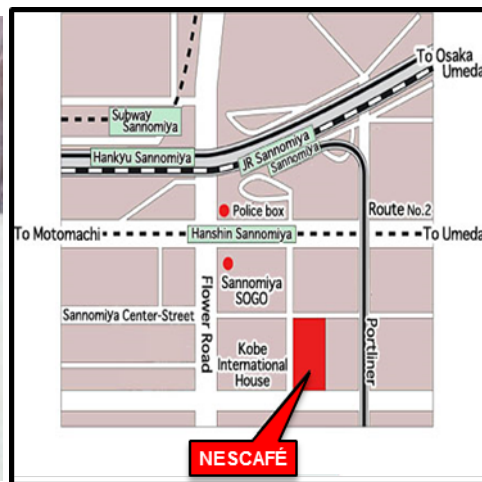 To Osaka
Umeda
Subway
Sannomiya
Hankyu Sannomiya
JR Sannomiya
Sannomiya
Police box
Route No.2
To Motomachi
Hanshin Sannomiya
To Umeda
Sannomiya
SOGO
Flower Road
Sannomiya Center-Street
Kobe
International
House
Portliner
NESCAFÉ